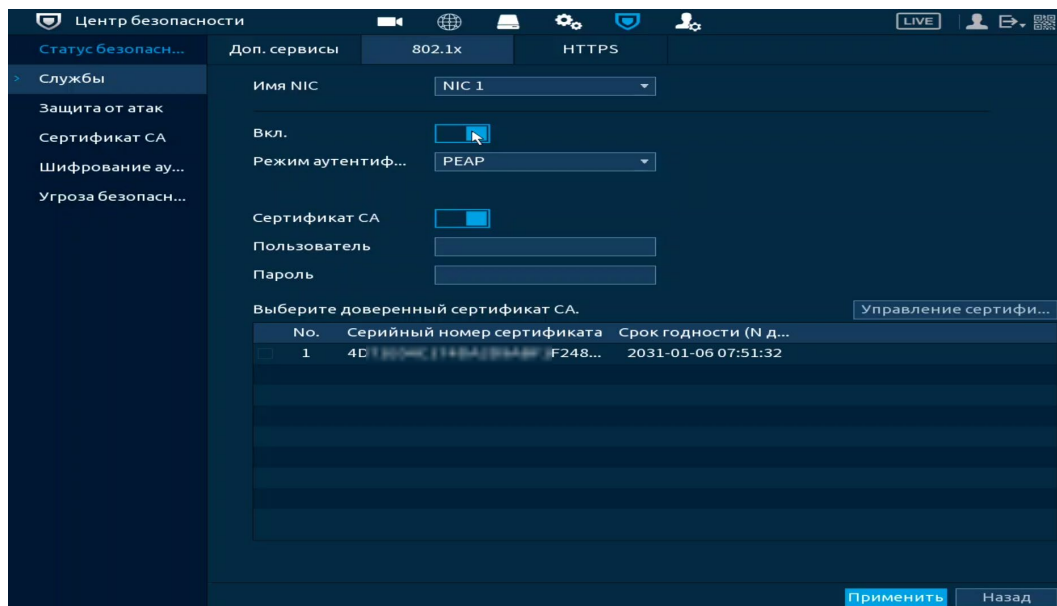 Центр безопасности
LIVE
Статус безопасн...
Службы
Защита от атак
Сертификат CA
Шифрование ау...
Угроза безопасн...
Доп. сервисы 802.1x HTTPS
Имя NIC NIC 1
Вкл.
Режим аутентиф... PEAP
Сертификат CA
Пользователь
Пароль
Выберите доверенный сертификат CA.
Управление сертифи...
No. Серийный номер сертификата Срок годности (N д...
1 4D F248... 2031-01-06 07:51:32
Применить Назад